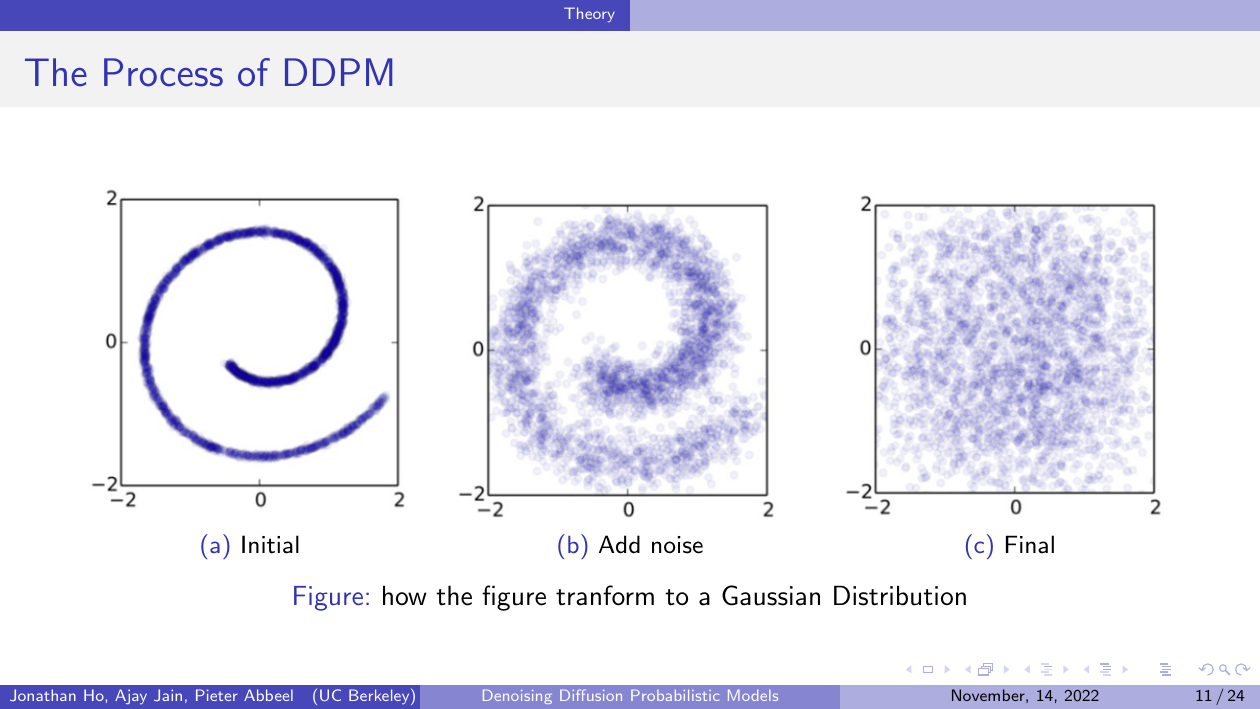 Theory
The Process of DDPM
2
0
−2
−2 0 2
2
0
−2
−2 0 2
2
0
−2
−2 0 2
(a) Initial
(b) Add noise
(c) Final
Figure: how the figure tranform to a Gaussian Distribution
Jonathan Ho, Ajay Jain, Pieter Abbeel (UC Berkeley) Denoising Diffusion Probabilistic Models November, 14, 2022 11 / 24